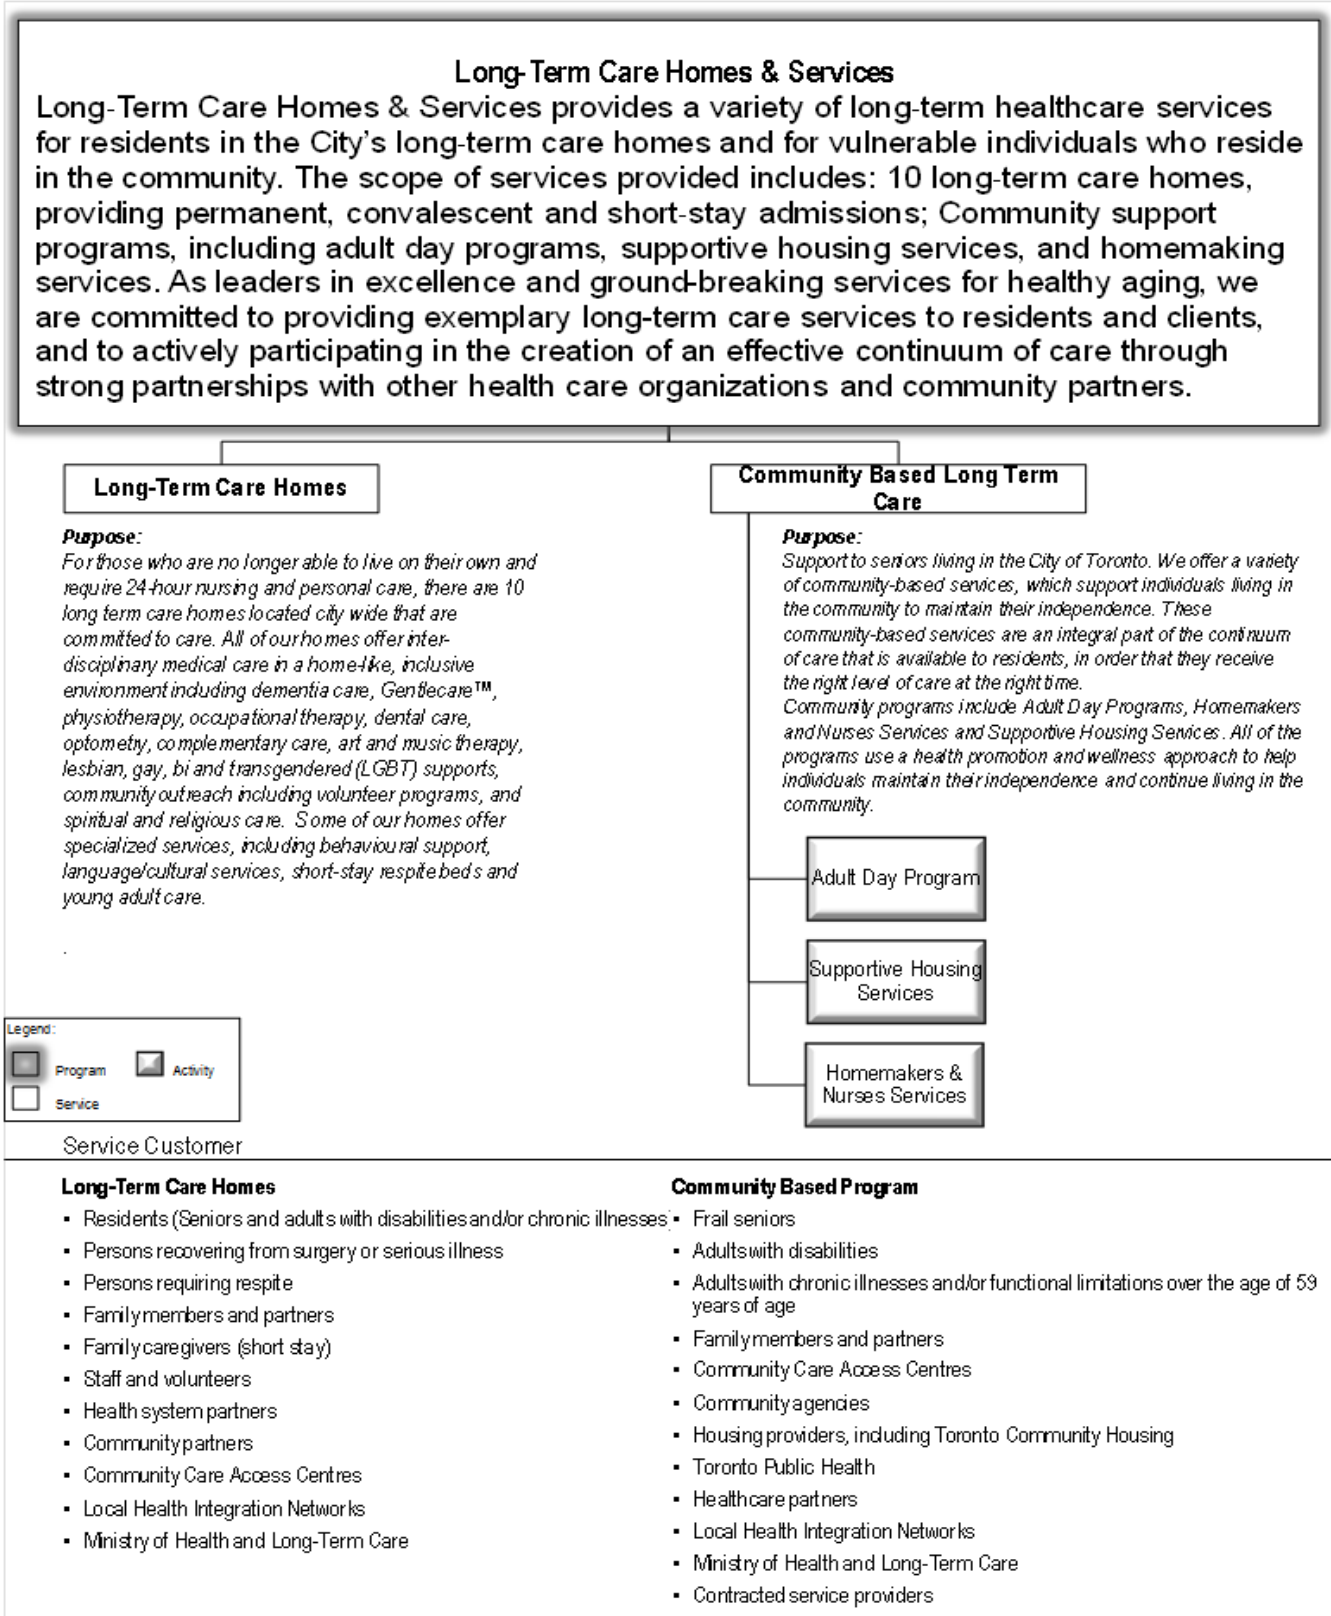 Long-Term Care Homes & Services
Long-Term Care Homes & Services provides a variety of long-term healthcare services
for residents in the City's long-term care homes and for vulnerable individuals who reside
in the community. The scope of services provided includes: 10 long-term care homes,
providing permanent, convalescent and short-stay admissions; Community support
programs, including adult day programs, supportive housing services, and homemaking
services. As leaders in excellence and ground-breaking services for healthy aging, we
are committed to providing exemplary long-term care services to residents and clients,
and to actively participating in the creation of an effective continuum of care through
strong partnerships with other health care organizations and community partners.
Long-Term Care Homes
Purpose:
For those who are no longer able to live on their own and
require 24-hour nursing and personal care, there are 10
long term care homes located city wide that are
committed to care. All of our homes offer inter-
disciplinary medical care in a home-like, inclusive
environment including dementia care, Gentlecare™,
physiotherapy, occupational therapy, dental care,
optometry, complementary care, art and music therapy,
lesbian, gay, bi and transgendered (LGBT) supports,
community outreach including volunteer programs, and
spiritual and religious care. Some of our homes offer
specialized services, including behavioural support,
language/cultural services, short-stay respite beds and
young adult care.
.
Community Based Long Term
Care
Purpose:
Support to seniors living in the City of Toronto. We offer a variety
of community-based services, which support individuals living in
the community to maintain their independence. These
community-based services are an integral part of the continuum
of care that is available to residents, in order that they receive
the right level of care at the right time.
Community programs include Adult Day Programs, Homemakers
and Nurses Services and Supportive Housing Services. All of the
programs use a health promotion and wellness approach to help
individuals maintain their independence and continue living in the
community.
Adult Day Program
Supportive Housing
Services
Homemakers &
Nurses Services
Legend:
Program Activity
Service
Service Customer
Long-Term Care Homes
▪ Residents (Seniors and adults with disabilities and/or chronic illnesses)
▪ Persons recovering from surgery or serious illness
▪ Persons requiring respite
▪ Family members and partners
▪ Family caregivers (short stay)
▪ Staff and volunteers
▪ Health system partners
▪ Community partners
▪ Community Care Access Centres
▪ Local Health Integration Networks
▪ Ministry of Health and Long-Term Care
Community Based Program
▪ Frail seniors
▪ Adults with disabilities
▪ Adults with chronic illnesses and/or functional limitations over the age of 59
years of age
▪ Family members and partners
▪ Community Care Access Centres
▪ Community agencies
▪ Housing providers, including Toronto Community Housing
▪ Toronto Public Health
▪ Healthcare partners
▪ Local Health Integration Networks
▪ Ministry of Health and Long-Term Care
▪ Contracted service providers